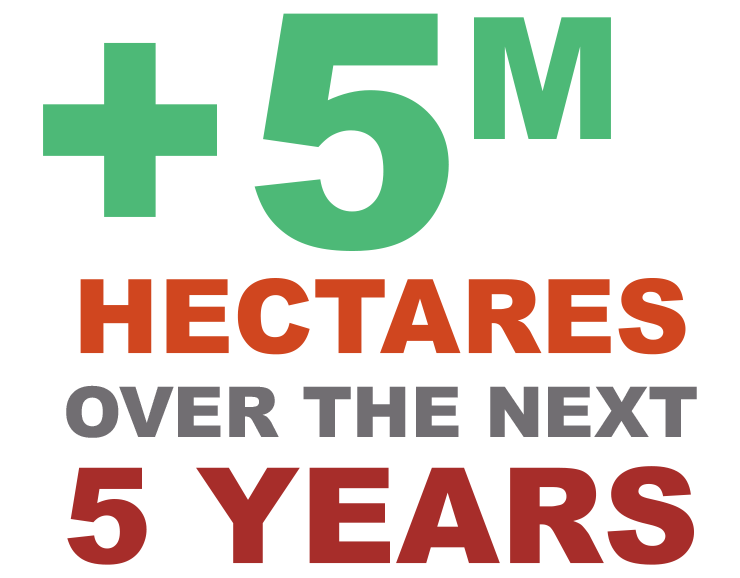 +5M
HECTARES
OVER THE NEXT
5 YEARS